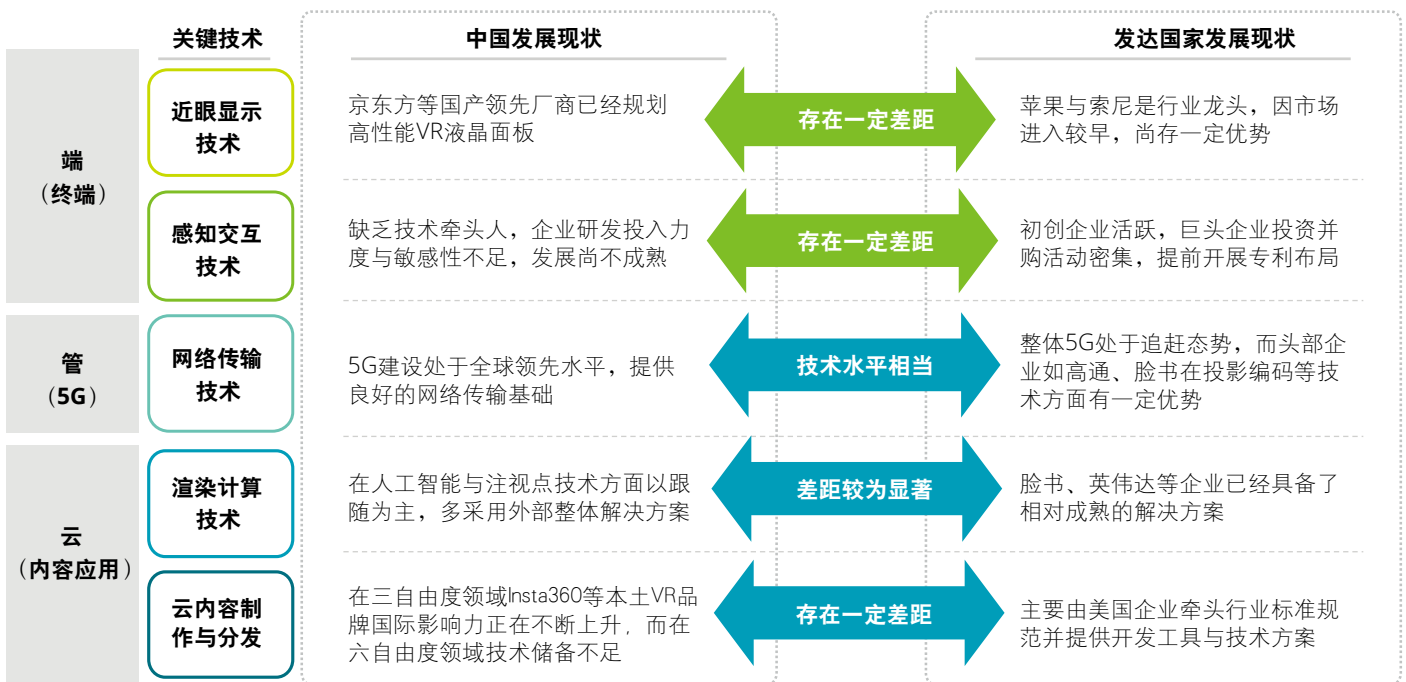 关键技术
中国发展现状
发达国家发展现状
端
（终端）
近眼显示
技术
京东方等国产领先厂商已经规划
高性能VR液晶面板
存在一定差距
苹果与索尼是行业龙头，因市场
进入较早，尚存一定优势
感知交互
技术
缺乏技术牵头人，企业研发投入力
度与敏感性不足，发展尚不成熟
存在一定差距
初创企业活跃，巨头企业投资并
购活动密集，提前开展专利布局
管
（5G）
网络传输
技术
5G建设处于全球领先水平，提供
良好的网络传输基础
技术水平相当
整体5G处于追赶态势，而头部企
业如高通、脸书在投影编码等技
术方面有一定优势
云
（内容应用）
渲染计算
技术
在人工智能与注视点技术方面以跟
随为主，多采用外部整体解决方案
差距较为显著
脸书、英伟达等企业已经具备了
相对成熟的解决方案
云内容制
作与分发
在三自由度领域Insta360等本土VR品
牌国际影响力正在不断上升，而在
六自由度领域技术储备不足
存在一定差距
主要由美国企业牵头行业标准规
范并提供开发工具与技术方案